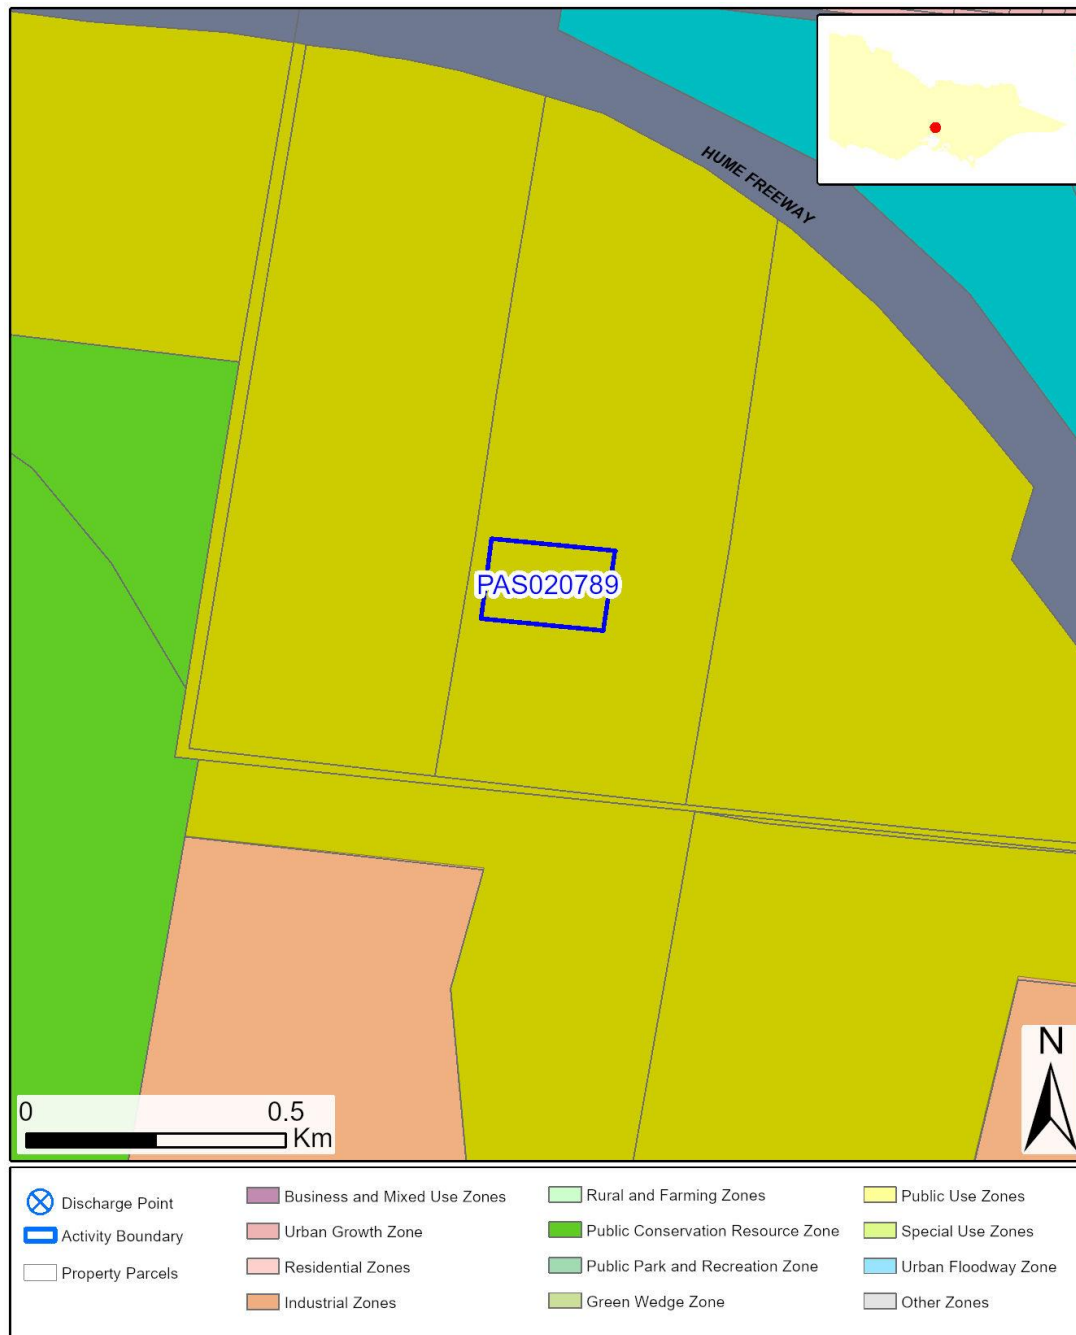 HUME FREEWAY
PAS020789
N
0 0.5
Km
Discharge Point
Activity Boundary
Property Parcels
Business and Mixed Use Zones
Urban Growth Zone
Residential Zones
Industrial Zones
Rural and Farming Zones
Public Conservation Resource Zone
Public Park and Recreation Zone
Green Wedge Zone
Public Use Zones
Special Use Zones
Urban Floodway Zone
Other Zones